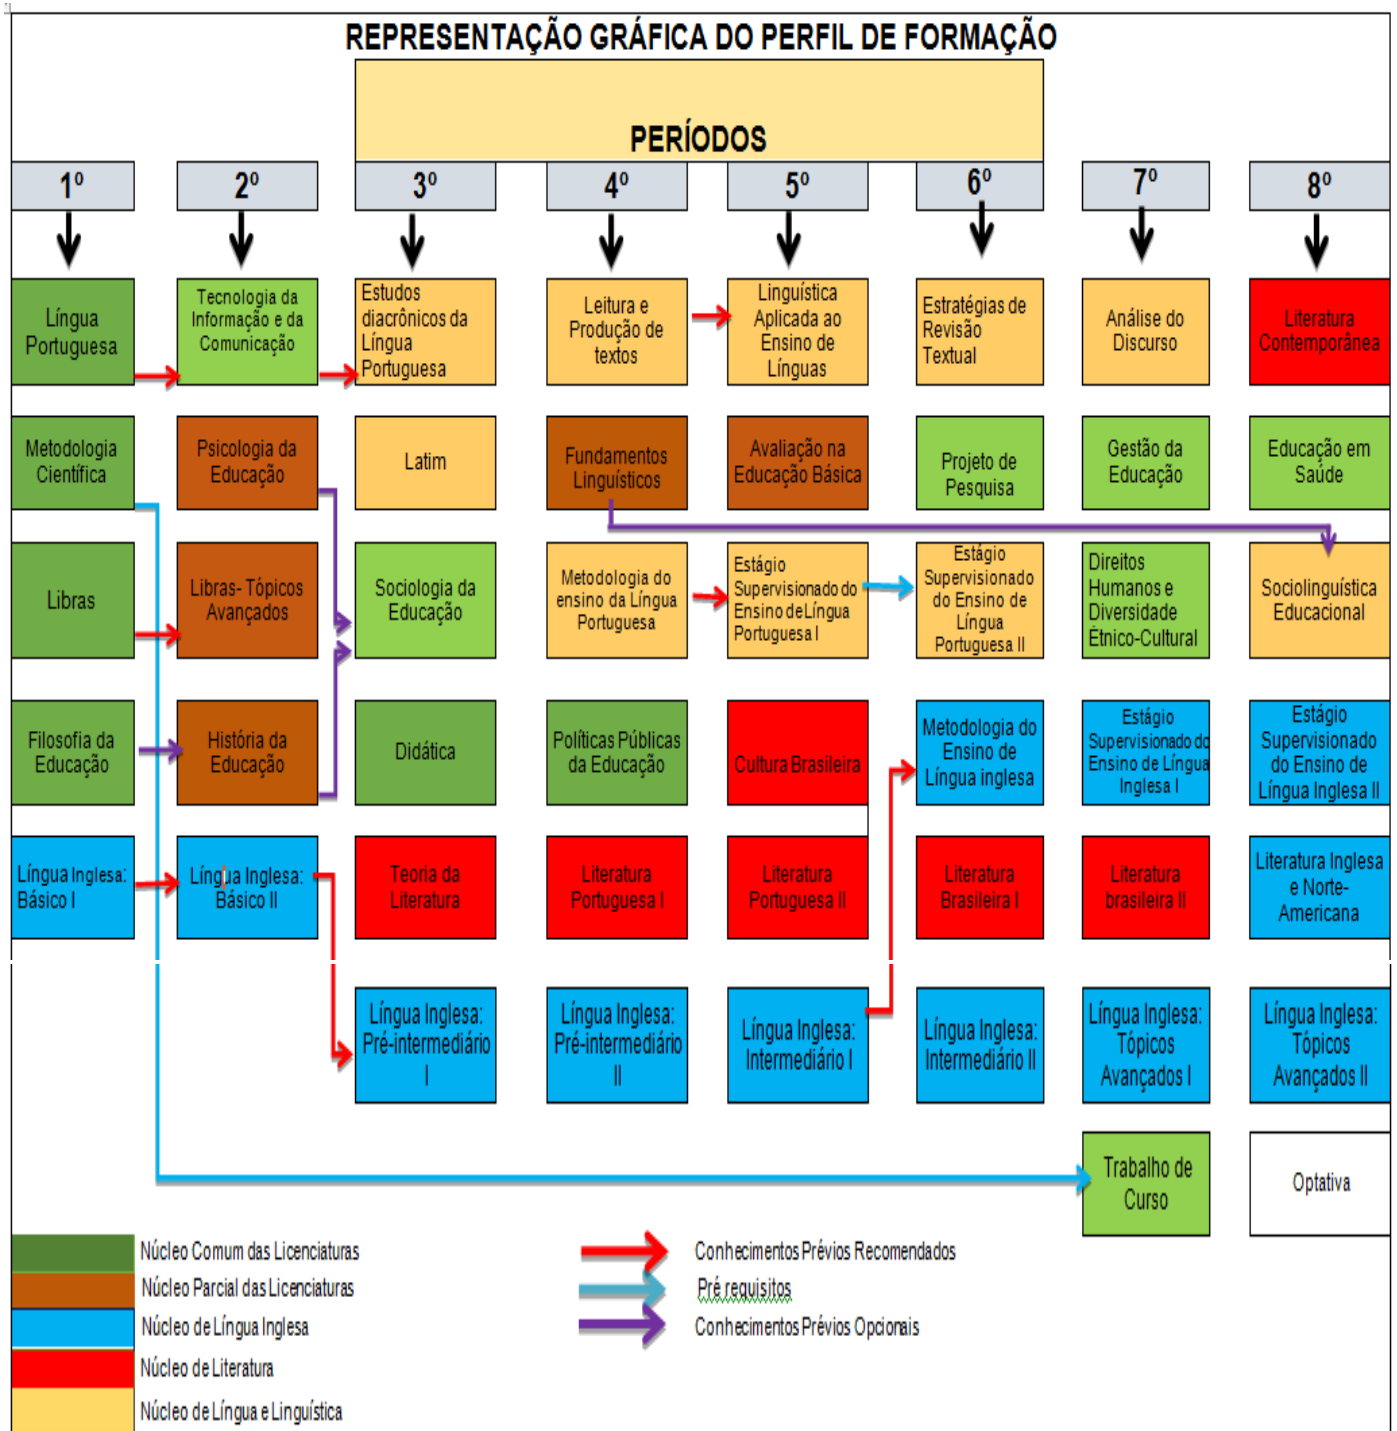 REPRESENTAÇÃO GRÁFICA DO PERFIL DE FORMAÇÃO
PERÍODOS
1º
2º
3º
4º
5º
6º
7º
8º
Língua
Portuguesa
Tecnologia da
Informação e da
Comunicação
Estudos
diacrônicos da
Língua
Portuguesa
Leitura e
Produção de
textos
Linguística
Aplicada ao
Ensino de
Línguas
Estratégias de
Revisão
Textual
Análise do
Discurso
Literatura
Contemporânea
Metodologia
Científica
Psicologia da
Educação
Latim
Fundamentos
Linguísticos
Avaliação na
Educação Básica
Projeto de
Pesquisa
Gestão da
Educação
Educação em
Saúde
Libras
Libras- Tópicos
Avançados
Sociologia da
Educação
Metodologia do
ensino da Língua
Portuguesa
Estágio
Supervisionado do
Ensino de Língua
Portuguesa I
Estágio
Supervisionado
do Ensino de
Língua
Portuguesa II
Direitos
Humanos e
Diversidade
Étnico-Cultural
Sociolinguística
Educacional
Filosofia da
Educação
História da
Educação
Didática
Políticas Públicas
da Educação
Cultura Brasileira
Metodologia do
Ensino de
Língua inglesa
Estágio
Supervisionado do
Ensino de Língua
Inglesa I
Estágio
Supervisionado
do Ensino de
Língua Inglesa II
Língua Inglesa:
Básico I
Língua Inglesa:
Básico II
Teoria da
Literatura
Literatura
Portuguesa I
Literatura
Portuguesa II
Literatura
Brasileira I
Literatura
brasileira II
Literatura Inglesa
e Norte-
Americana
Língua Inglesa:
Pré-intermediário
I
Língua Inglesa:
Pré-intermediário
II
Língua Inglesa:
Intermediário I
Língua Inglesa:
Intermediário II
Língua Inglesa:
Tópicos
Avançados I
Língua Inglesa:
Tópicos
Avançados II
Trabalho de
Curso
Optativa
Núcleo Comum das Licenciaturas
Núcleo Parcial das Licenciaturas
Núcleo de Língua Inglesa
Núcleo de Literatura
Núcleo de Língua e Linguística
Conhecimentos Prévios Recomendados
Pré requisitos
Conhecimentos Prévios Opcionais